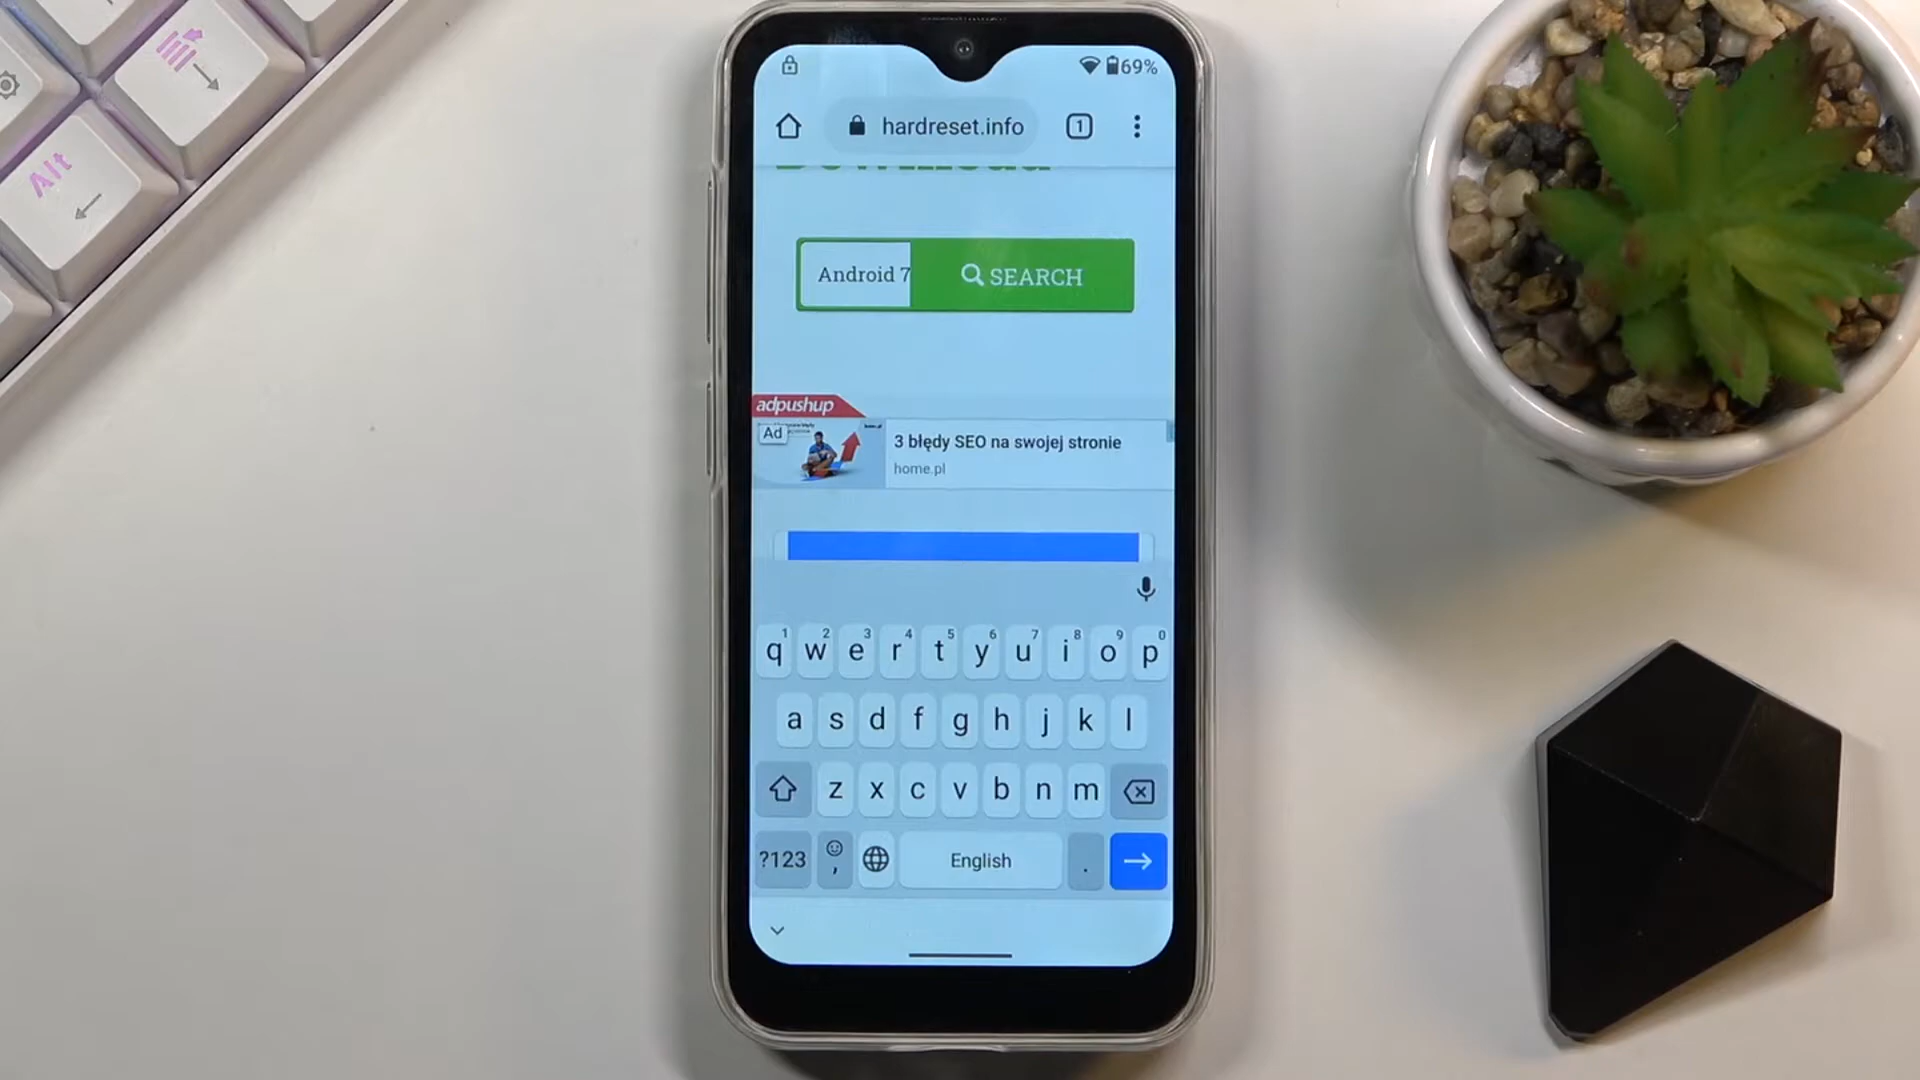 Alt
69%
hardreset.info
1
Download
Android 7
SEARCH
adpushup
Ad
3 błędy SEO na swojej stronie
home.pl
1 2 3 4 5 6 7 8 9 0
q w e r t y u i o p
a s d f g h j k l
z x c v b n m
?123 , English .